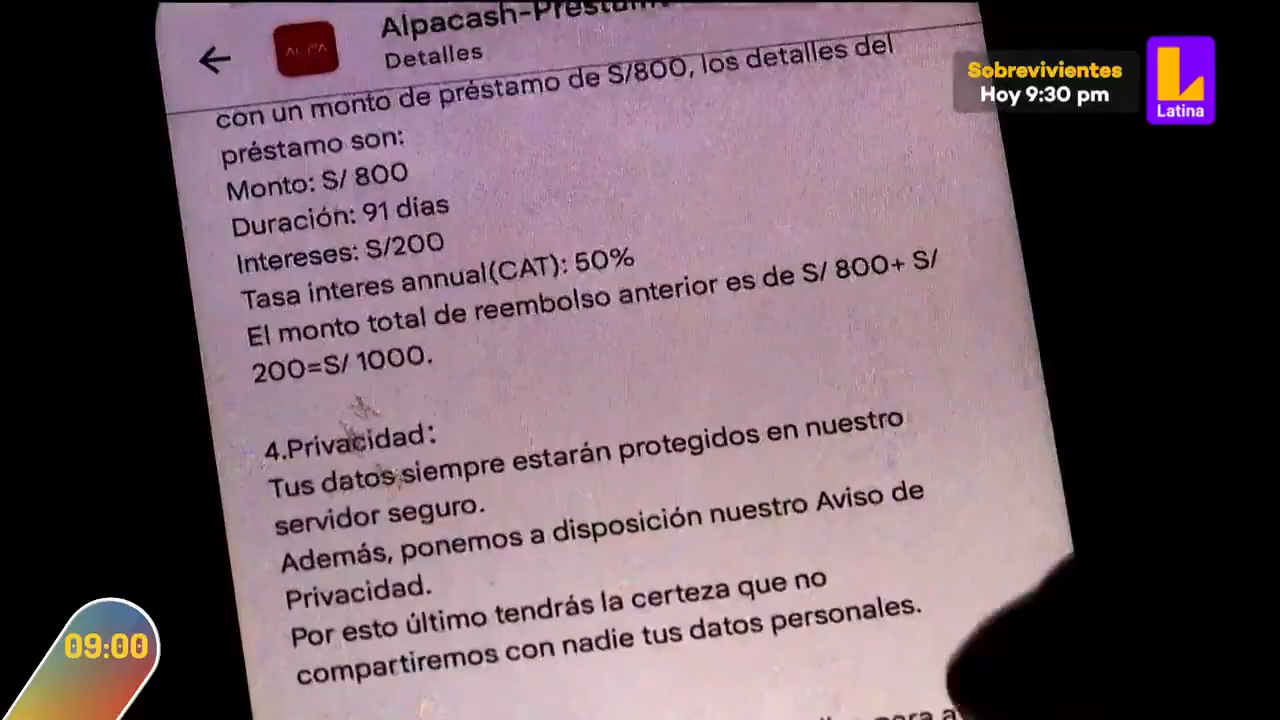 Alpacash-Préstam
Detalles
ALPA
con un monto de préstamo de S/800, los detalles del
préstamo son:
Monto: S/ 800
Duración: 91 días
Intereses: S/200
Tasa interes annual(CAT): 50%
El monto total de reembolso anterior es de S/ 800+ S/
200=S/ 1000.
4.Privacidad:
Tus datos siempre estarán protegidos en nuestro
servidor seguro.
Además, ponemos a disposición nuestro Aviso de
Privacidad.
Por esto último tendrás la certeza que no
compartiremos con nadie tus datos personales.
Sobrevivientes
Hoy 9:30 pm
Latina
09:00